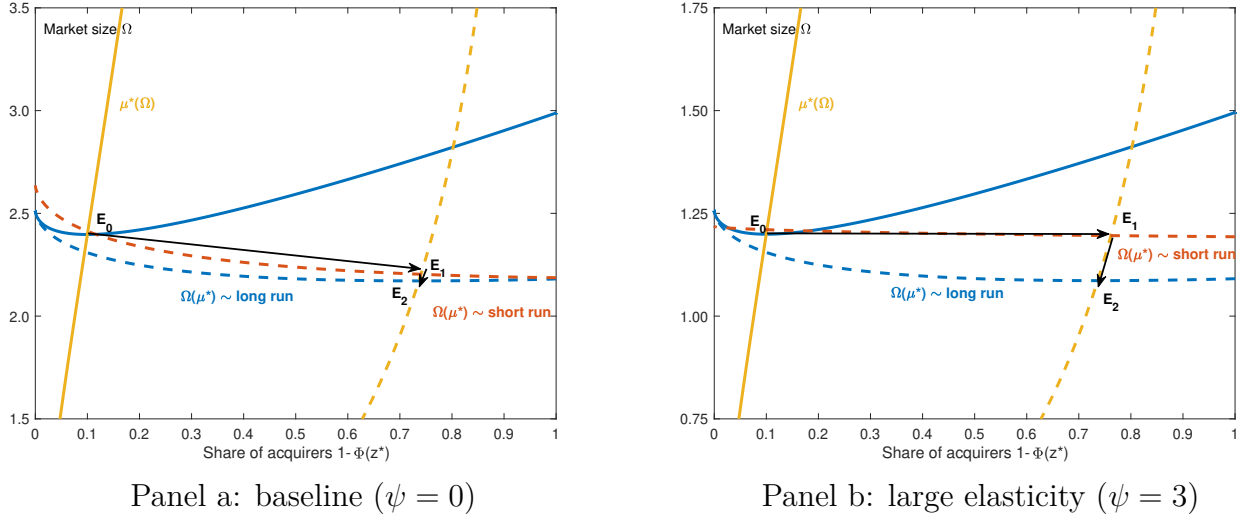 3.5
3.0
2.5
2.0
1.5
Market size Ω
μ*(Ω)
E0
E1
E2
Ω(μ*) ~ long run
Ω(μ*) ~ short run
0 0.1 0.2 0.3 0.4 0.5 0.6 0.7 0.8 0.9 1
Share of acquirers 1- Φ(z*)
Panel a: baseline (ψ = 0)
1.75
1.50
1.25
1.00
0.75
Market size Ω
E0
E1
Ω(μ*) ~ short run
Ω(μ*) ~ long run
E2
0 0.1 0.2 0.3 0.4 0.5 0.6 0.7 0.8 0.9 1
Share of acquirers 1- Φ(z*)
Panel b: large elasticity (ψ = 3)